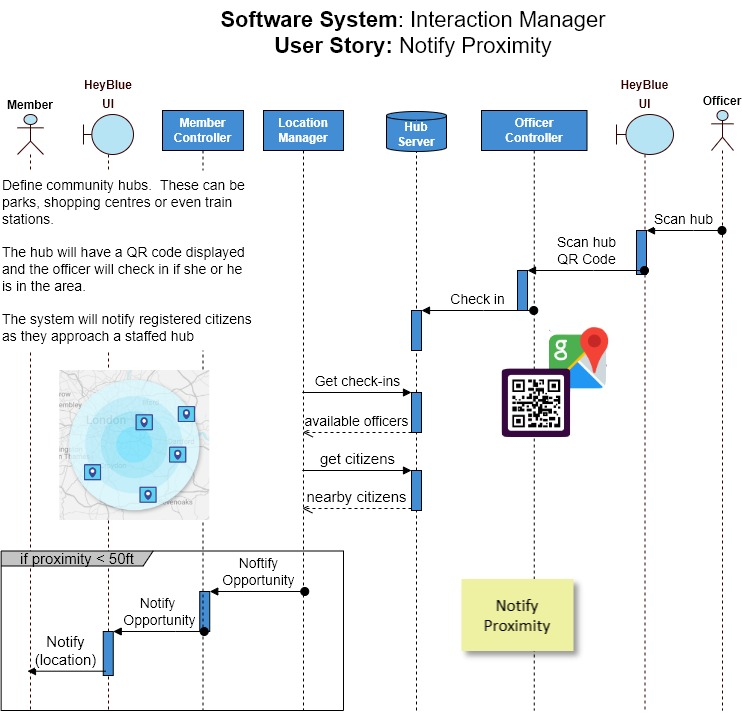 Software System: Interaction Manager
User Story: Notify Proximity
Member
HeyBlue
UI
Member
Controller
Location
Manager
Hub
Server
Officer
Controller
HeyBlue
UI
Officer
Define community hubs.  These can be
parks, shopping centres or even train
stations.
The hub will have a QR code displayed
and the officer will check in if she or he
is in the area.
The system will notify registered citizens
as they approach a staffed hub
Scan hub
Scan hub
QR Code
Check in
g
Get check-ins
available officers
get citizens
nearby citizens
London
if proximity < 50ft
Noftify
Opportunity
Notify
Opportunity
Notify
(location)
Notify
Proximity